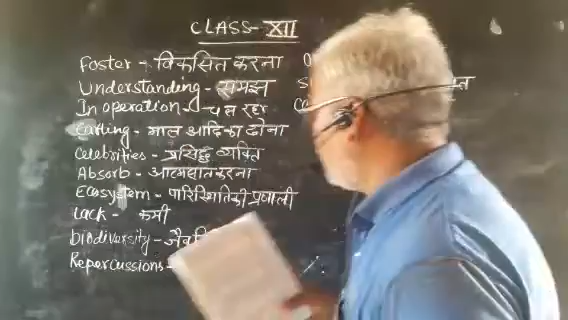 CLASS- XII
Foster - विकसित करना
Understanding - समझ
In operation - चल रहा
Carting - माल आदि का ढोना
Celebrities - प्रसिद्ध व्यक्ति
Absorb - आत्मसात करना
Ecosystem - पारिस्थितिकी प्रणाली
Lack - कमी
biodiversity -
Repercussions -